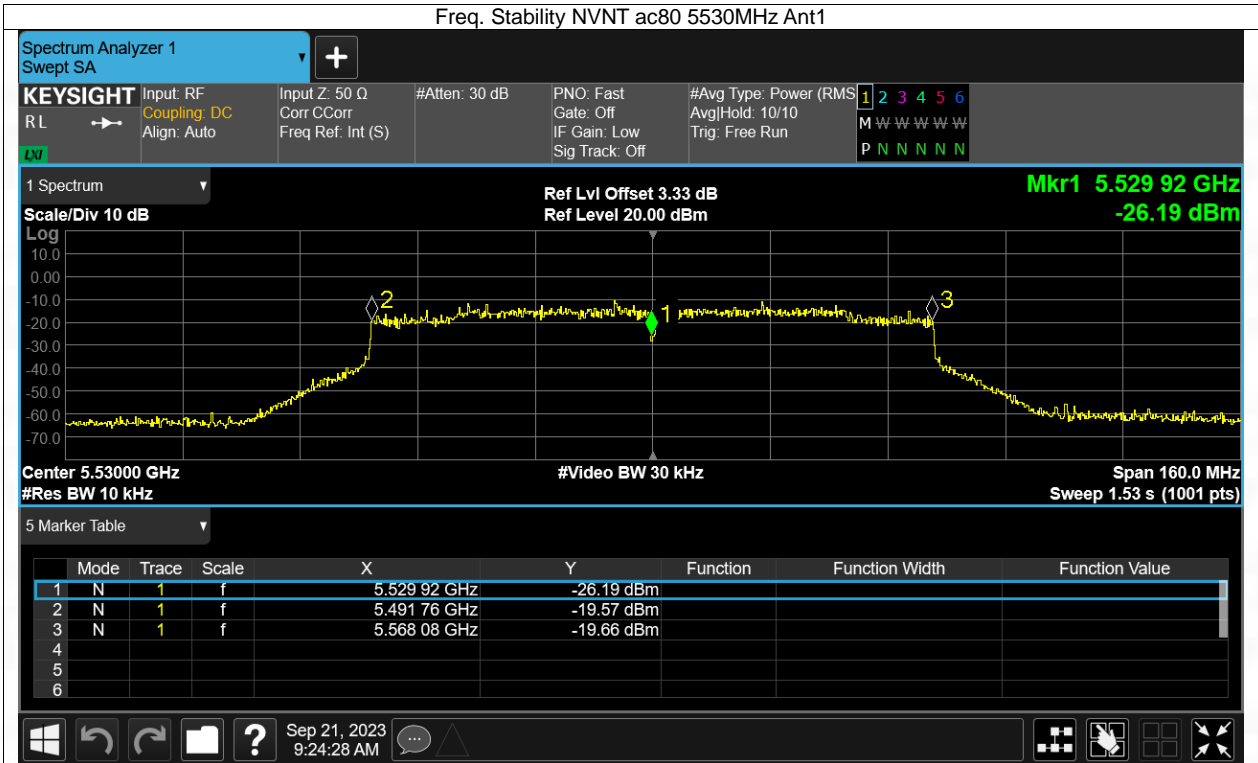 Freq. Stability NVNT ac80 5530MHz Ant1
Spectrum Analyzer 1
Swept SA
+
KEYSIGHT
R L
LXI
Input: RF
Coupling: DC
Align: Auto
Input Z: 50 Ω
Corr CCorr
Freq Ref: Int (S)
#Atten: 30 dB
PNO: Fast
Gate: Off
IF Gain: Low
Sig Track: Off
#Avg Type: Power (RMS
Avg|Hold: 10/10
Trig: Free Run
1 2 3 4 5 6
M W W W W W
P N N N N N
1 Spectrum
Scale/Div 10 dB
Ref Lvl Offset 3.33 dB
Ref Level 20.00 dBm
Mkr1 5.529 92 GHz
-26.19 dBm
Log
10.0
0.00
-10.0
-20.0
-30.0
-40.0
-50.0
-60.0
-70.0
2
1
3
Center 5.53000 GHz
#Video BW 30 kHz
Span 160.0 MHz
#Res BW 10 kHz
Sweep 1.53 s (1001 pts)
5 Marker Table
Mode Trace Scale X Y Function Function Width Function Value
1 N 1 f 5.529 92 GHz -26.19 dBm
2 N 1 f 5.491 76 GHz -19.57 dBm
3 N 1 f 5.568 08 GHz -19.66 dBm
4
5
6
?
Sep 21, 2023
9:24:28 AM